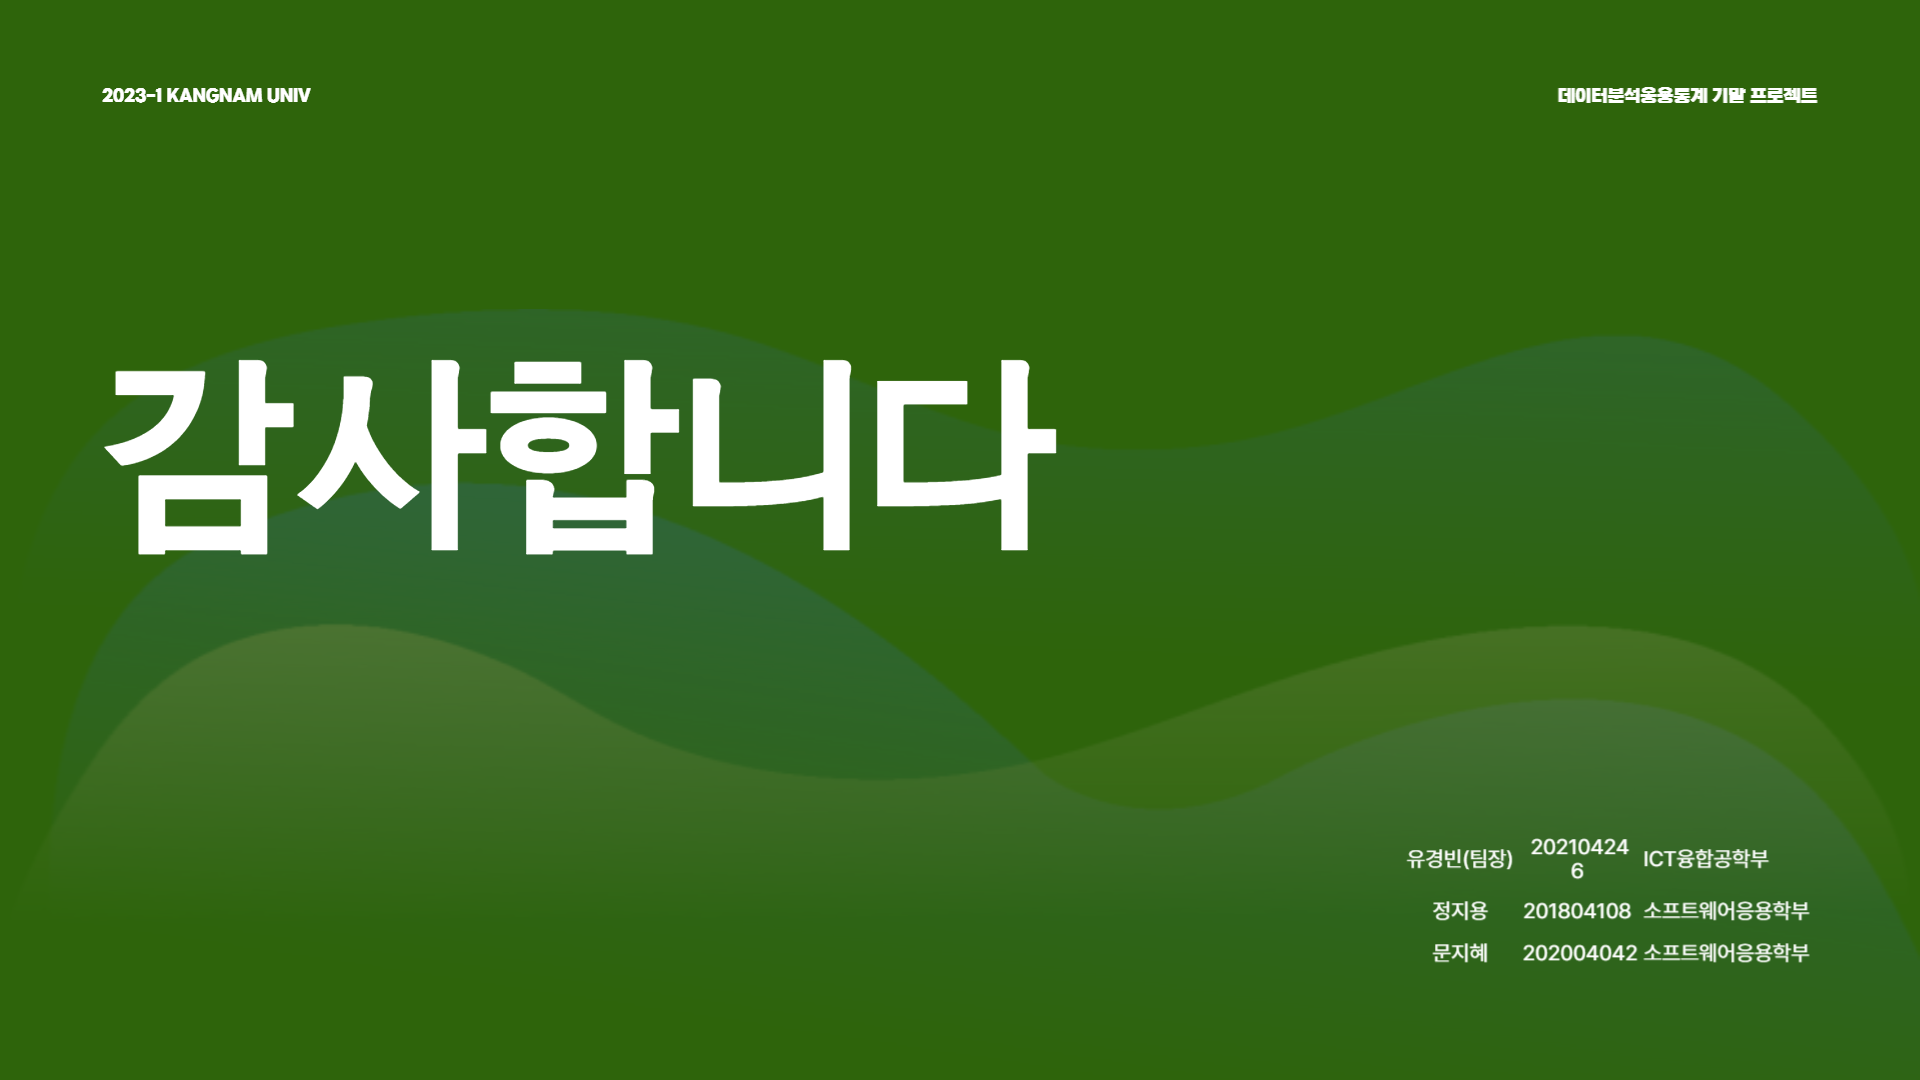 2023-1 KANGNAM UNIV
데이터분석응용통계 기말 프로젝트
감사합니다
유경빈(팀장) 202104246 ICT융합공학부
정지용 201804108 소프트웨어응용학부
문지혜 202004042 소프트웨어응용학부